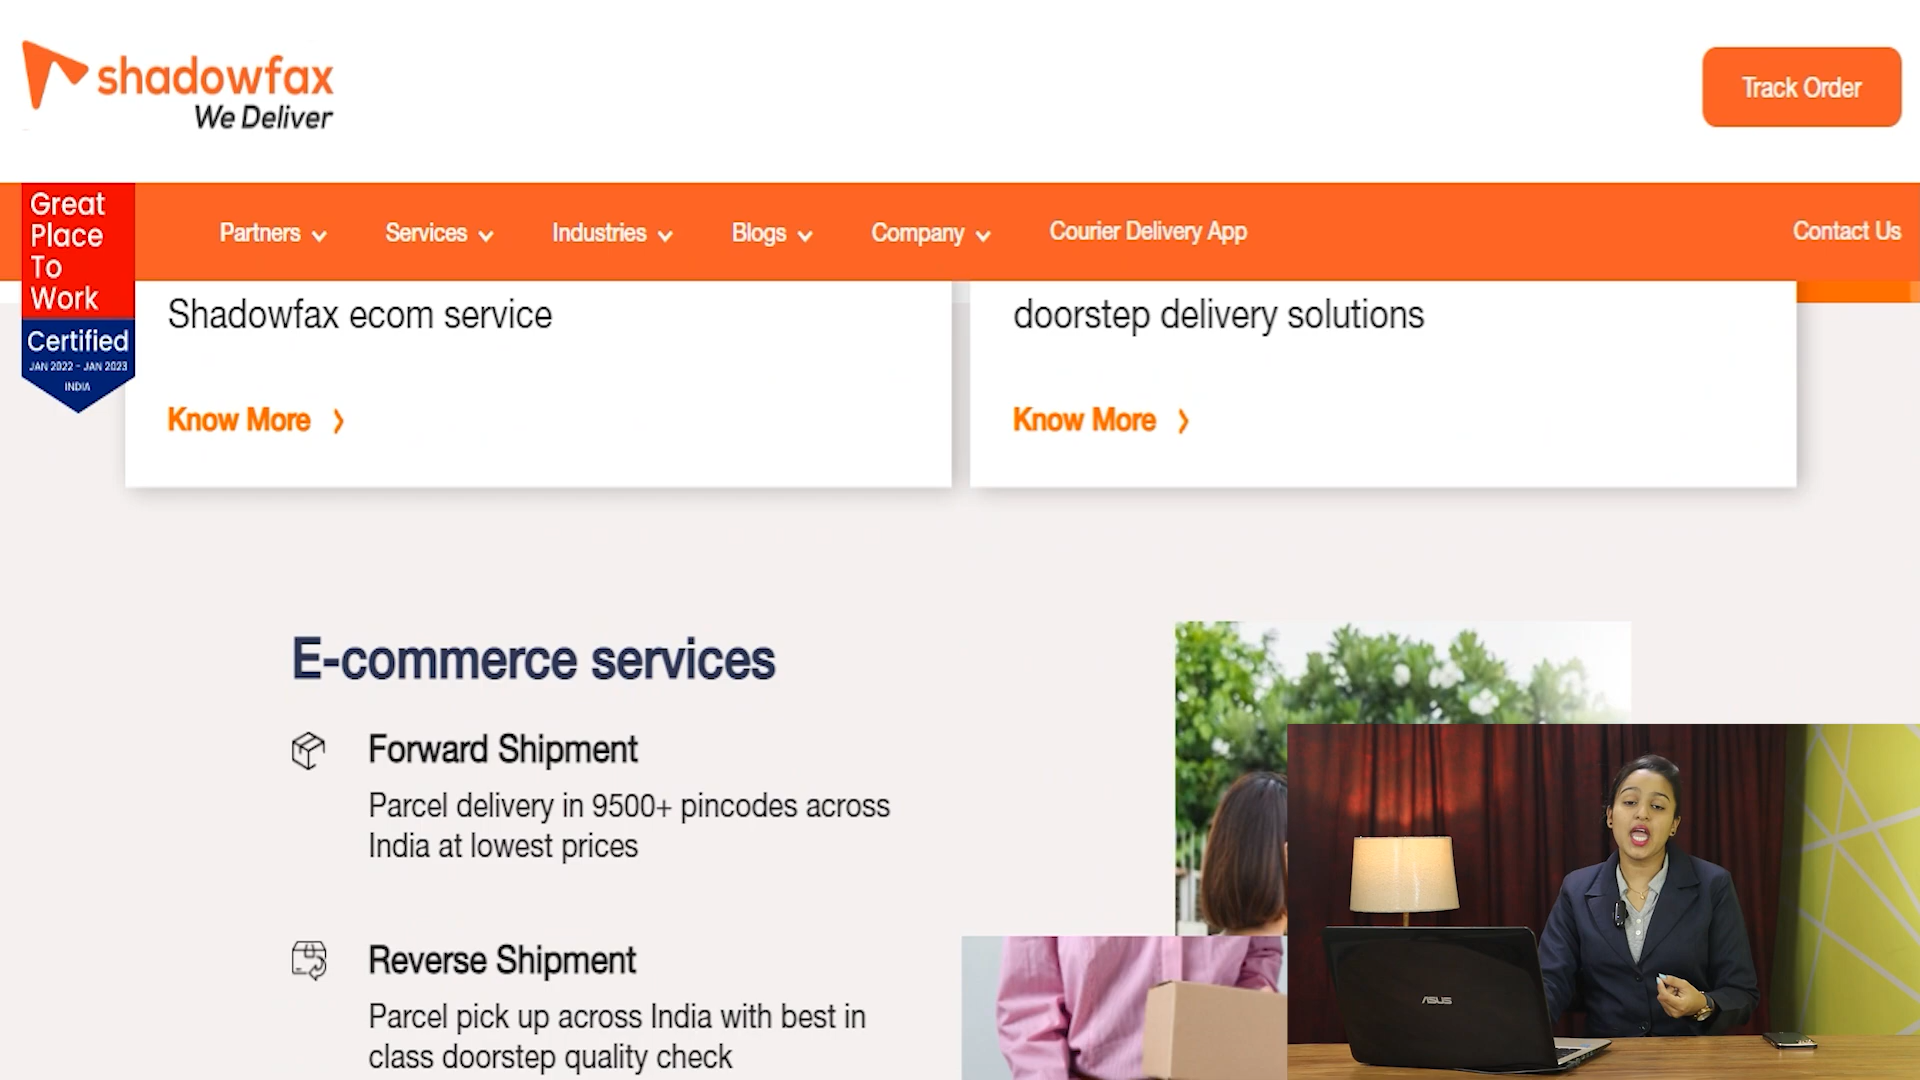 shadowfax
We Deliver
Track Order
Great
Place
To
Work
Certified
JAN 2022 - JAN 2023
INDIA
Partners
Services
Industries
Blogs
Company
Courier Delivery App
Contact Us
Shadowfax ecom service
Know More
doorstep delivery solutions
Know More
E-commerce services
Forward Shipment
Parcel delivery in 9500+ pincodes across
India at lowest prices
Reverse Shipment
Parcel pick up across India with best in
class doorstep quality check
ASUS